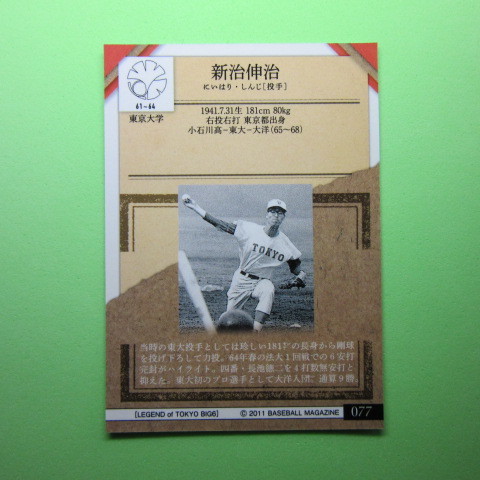 新治伸治
にいはり・しんじ[投手]
61~64
東京大学
1941.7.31生 181cm 80kg
右投右打 東京都出身
小石川高－東大－大洋(65～68)
TOKYO
当時の東大投手としては珍しい181㌢の長身から剛球
を投げ下ろして力投。64年春の法大1回戦での6安打
完封がハイライト。四番・長池徳二を4打数無安打と
抑えた。東大初のプロ選手として大洋入団、通算9勝。
[LEGEND of TOKYO BIG6]
© 2011 BASEBALL MAGAZINE
077